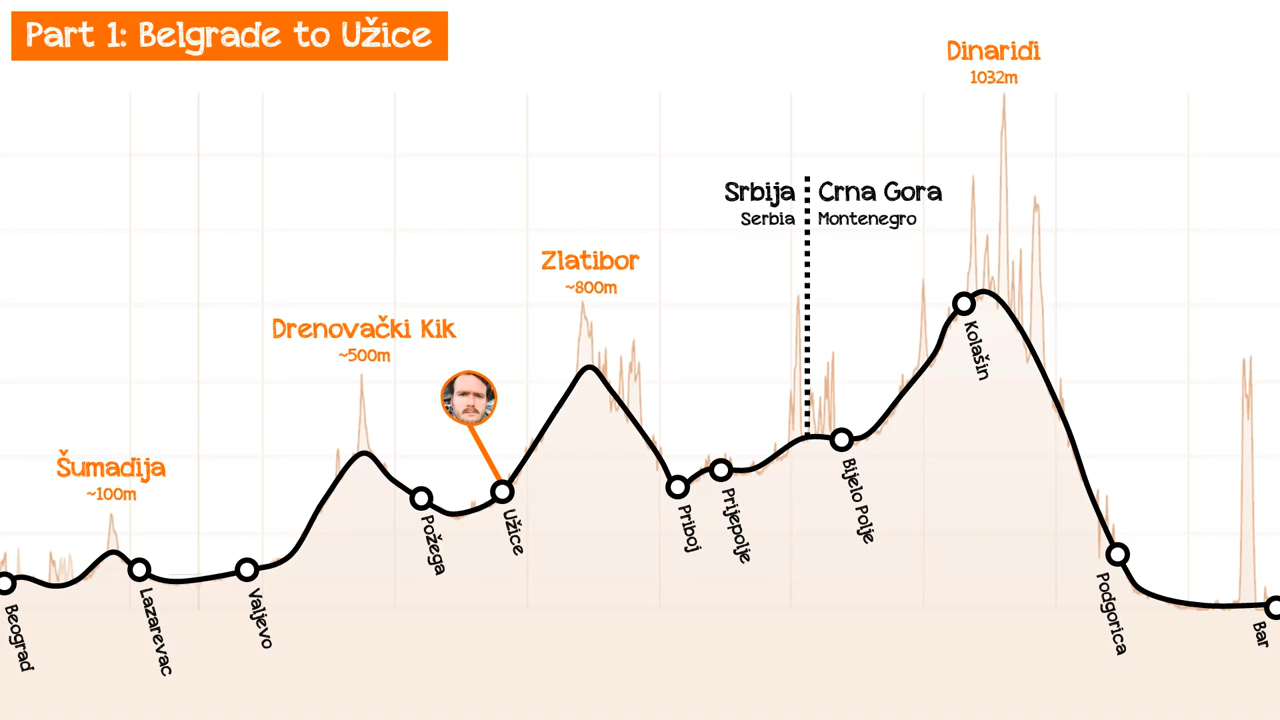 Part 1: Belgrade to Užice
Dinaridi
1032m
Srbija
Serbia
Crna Gora
Montenegro
Zlatibor
~800m
Drenovački Kik
~500m
Šumadija
~100m
Beograd
Lazarevac
Valjevo
Požega
Užice
Priboj
Prijepolje
Bijelo Polje
Kolašin
Podgorica
Bar